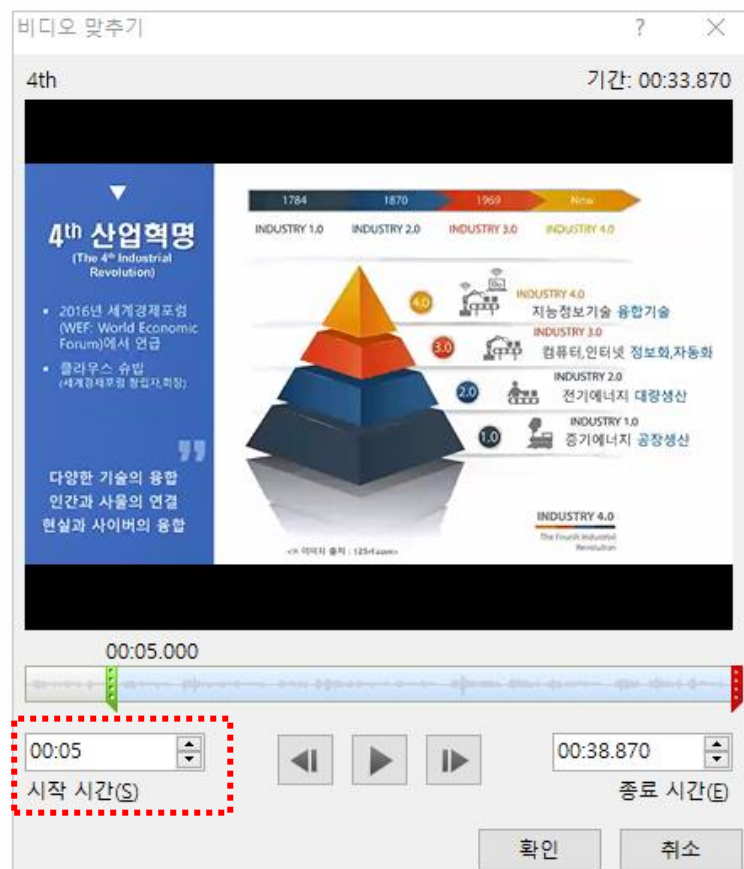 비디오 맞추기
4th
기간: 00:33.870
4th 산업혁명
(The 4th Industrial
Revolution)
• 2016년 세계경제포럼
(WEF: World Economic
Forum)에서 언급
• 클라우스 슈밥
(세계경제포럼 창립자,회장)
다양한 기술의 융합
인간과 사물의 연결
현실과 사이버의 융합
1784 1870 1969 Now
INDUSTRY 1.0 INDUSTRY 2.0 INDUSTRY 3.0 INDUSTRY 4.0
4.0
INDUSTRY 4.0
지능정보기술 융합기술
3.0
INDUSTRY 3.0
컴퓨터,인터넷 정보화,자동화
2.0
INDUSTRY 2.0
전기에너지 대량생산
1.0
INDUSTRY 1.0
증기에너지 공장생산
INDUSTRY 4.0
The Fourth Industrial
Revolution
<※ 이미지 출처 : 123rf.com>
00:05.000
00:05
시작 시간(S)
00:38.870
종료 시간(E)
확인
취소